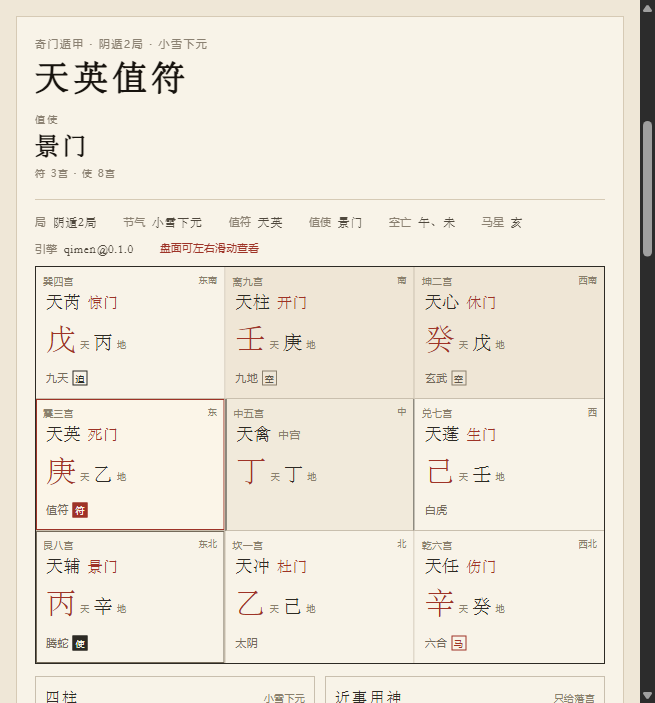 奇门遁甲 · 阴遁2局 · 小雪下元
天英值符
值使
景门
符 3宫 · 使 8宫
局 阴遁2局 节气 小雪下元 值符 天英 值使 景门 空亡 午、未 马星 亥
引擎 qimen@0.1.0 盘面可左右滑动查看
巽四宫 东南
天芮 惊门
戊 天 丙 地
九天 迫
离九宫 南
天柱 开门
壬 天 庚 地
九地 空
坤二宫 西南
天心 休门
癸 天 戊 地
玄武 空
震三宫 东
天英 死门
庚 天 乙 地
值符 符
中五宫 中
天禽 中宫
丁 天 丁 地
兑七宫 西
天蓬 生门
己 天 壬 地
白虎
艮八宫 东北
天辅 景门
丙 天 辛 地
腾蛇 使
坎一宫 北
天冲 杜门
乙 天 己 地
太阴
乾六宫 西北
天任 伤门
辛 天 癸 地
六合 马
四柱 小雪下元
近事用神 只给落宫